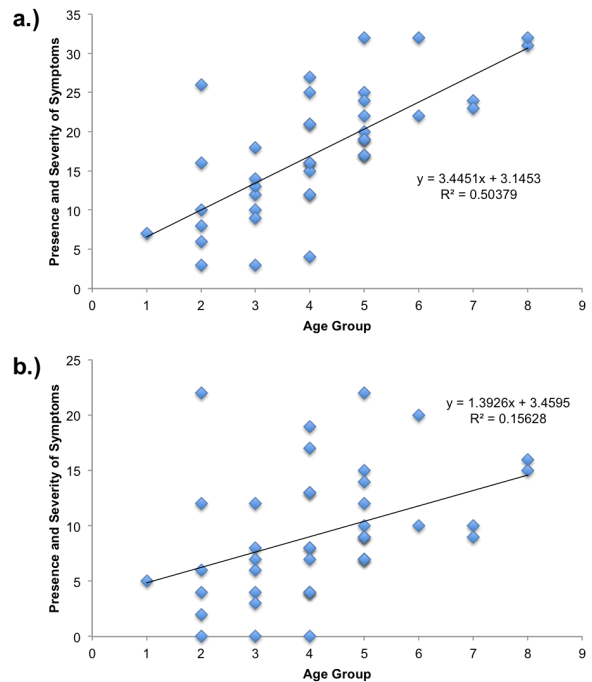 a.)
Presence and Severity of Symptoms
35
30
25
20
15
10
5
0
y = 3.4451x + 3.1453
R² = 0.50379
0 1 2 3 4 5 6 7 8 9
Age Group
b.)
Presence and Severity of Symptoms
25
20
15
10
5
0
y = 1.3926x + 3.4595
R² = 0.15628
0 1 2 3 4 5 6 7 8 9
Age Group